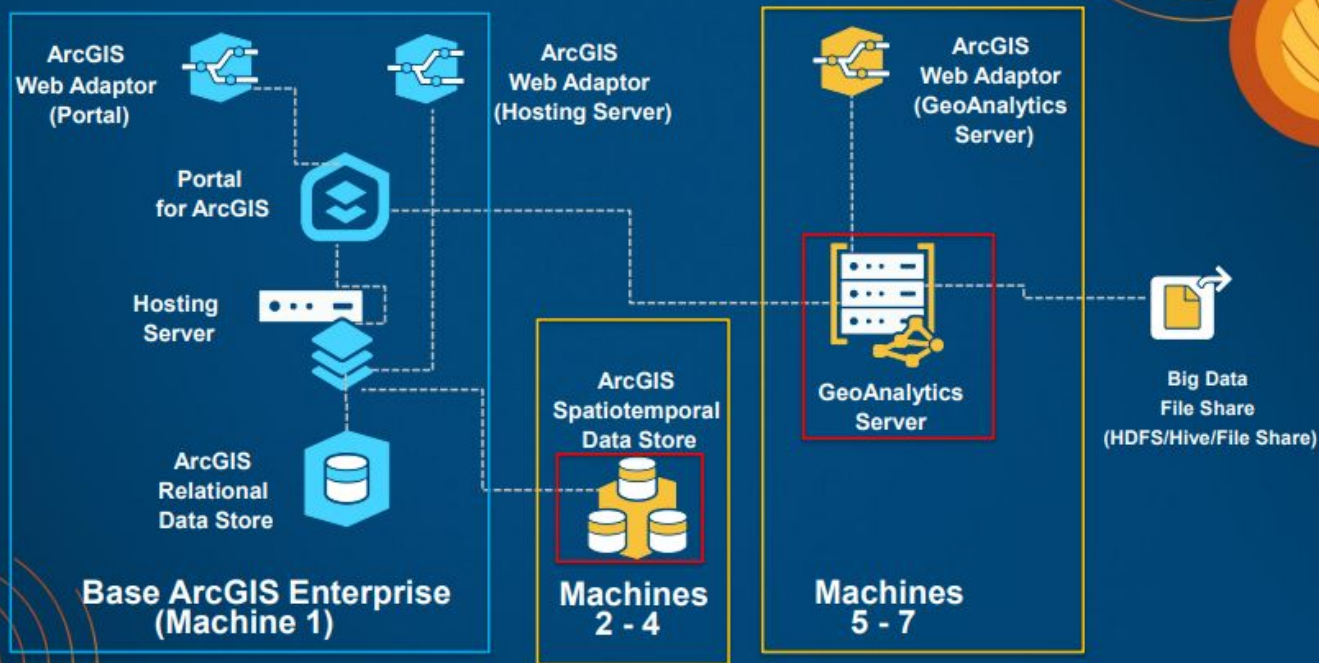 ArcGIS
Web Adaptor
(Portal)
ArcGIS
Web Adaptor
(Hosting Server)
Portal
for ArcGIS
Hosting
Server
ArcGIS
Relational
Data Store
Base ArcGIS Enterprise
(Machine 1)
ArcGIS
Spatiotemporal
Data Store
Machines
2 - 4
ArcGIS
Web Adaptor
(GeoAnalytics
Server)
GeoAnalytics
Server
Machines
5 - 7
Big Data
File Share
(HDFS/Hive/File Share)